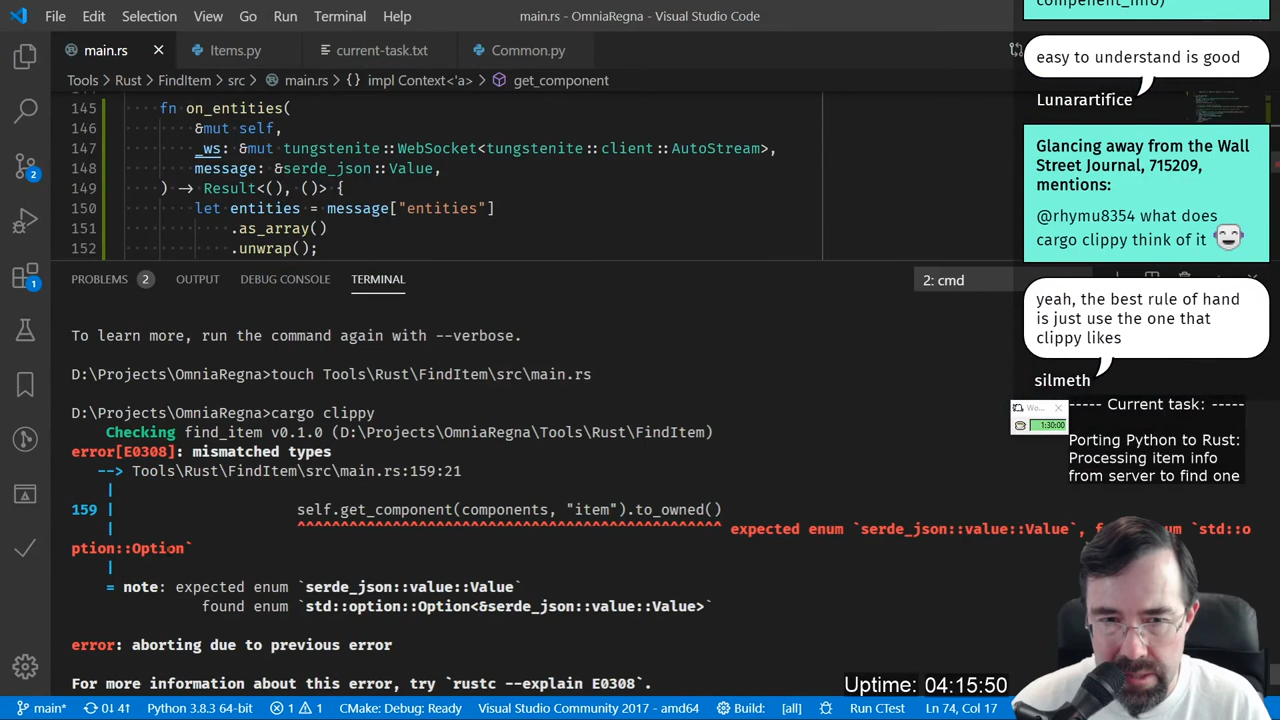 File Edit Selection View Go Run Terminal Help
main.rs - OmniaRegna - Visual Studio Code
main.rs Items.py current-task.txt Common.py
Tools > Rust > FindItem > src > main.rs > {} impl Context<'a> > get_component
145 fn on_entities(
146 &mut self,
147 _ws: &mut tungstenite::WebSocket<tungstenite::client::AutoStream>,
148 message: &serde_json::Value,
149 ) -> Result<(), ()> {
150 let entities = message["entities"]
151 .as_array()
152 .unwrap();
PROBLEMS 2 OUTPUT DEBUG CONSOLE TERMINAL
2: cmd
To learn more, run the command again with --verbose.
D:\Projects\OmniaRegna>touch Tools\Rust\FindItem\src\main.rs
D:\Projects\OmniaRegna>cargo clippy
Checking find_item v0.1.0 (D:\Projects\OmniaRegna\Tools\Rust\FindItem)
error[E0308]: mismatched types
--> Tools\Rust\FindItem\src\main.rs:159:21
|
159 | self.get_component(components, "item").to_owned()
| ^^^^^^^^^^^^^^^^^^^^^^^^^^^^^^^^^^^^^^^^^^^^^^^^^ expected enum `serde_json::value::Value`, `std::o
ption::Option`
|
= note: expected enum `serde_json::value::Value`
found enum `std::option::Option<&serde_json::value::Value>`
error: aborting due to previous error
For more information about this error, try `rustc --explain E0308`.
main* 0↓ 4↑ Python 3.8.3 64-bit 1 1 CMake: Debug: Ready Visual Studio Community 2017 - amd64 Build: [all] Run CTest Ln 74, Col 17
2
1
component_info)
easy to understand is good
Lunarartifice
Glancing away from the Wall
Street Journal, 715209,
mentions:
@rhymu8354 what does
cargo clippy think of it
yeah, the best rule of hand
is just use the one that
clippy likes
silmeth
Wo...
1:30:00
----- Current task: -----
Porting Python to Rust:
Processing item info
from server to find one
Uptime: 04:15:50